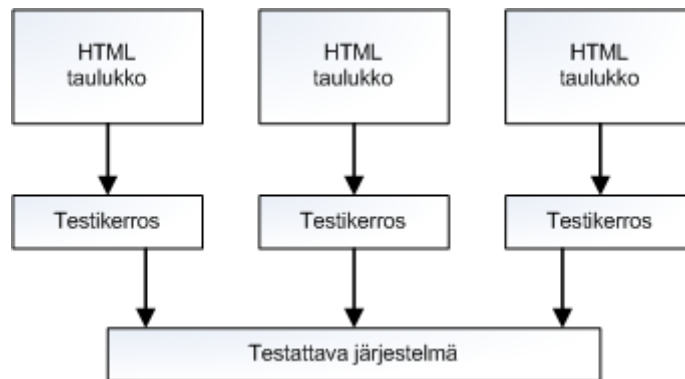 HTML
taulukko
HTML
taulukko
HTML
taulukko
Testikerros
Testikerros
Testikerros
Testattava järjestelmä